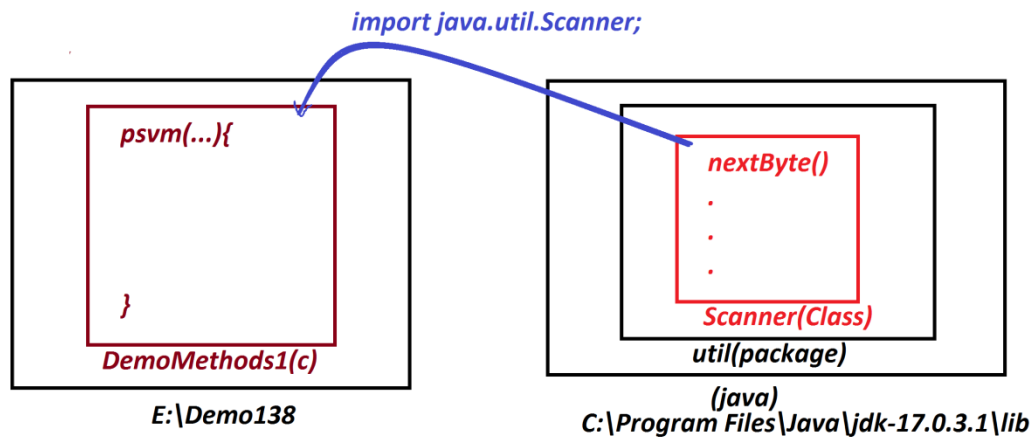 import java.util.Scanner;
psvm(...){
}
DemoMethods1(c)
E:\Demo138
nextByte()
.
.
.
Scanner(Class)
util(package)
(java)
C:\Program Files\Java\jdk-17.0.3.1\lib